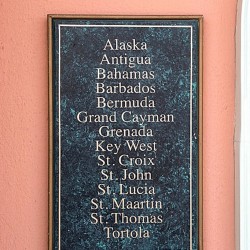 Alaska
Antigua
Bahamas
Barbados
Bermuda
Grand Cayman
Grenada
Key West
St. Croix
St. John
St. Lucia
St. Maartin
St. Thomas
Tortola